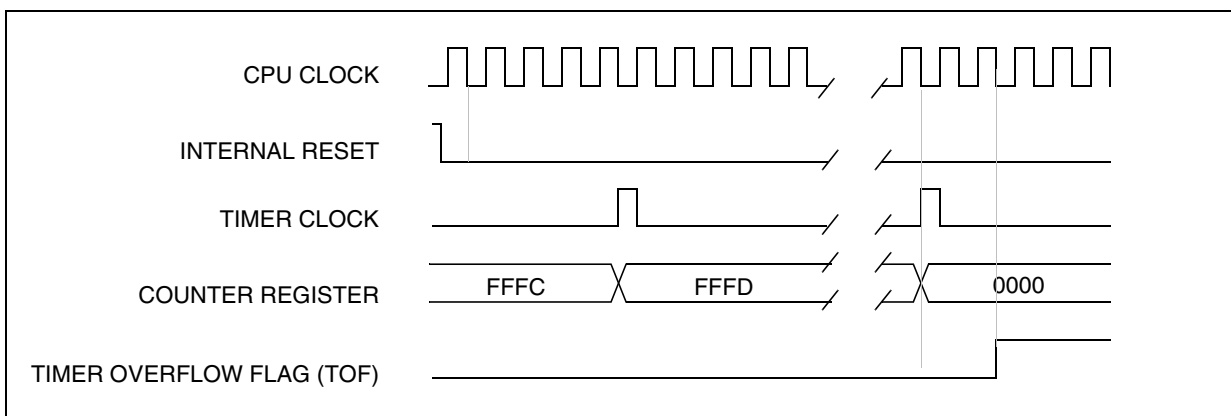 CPU CLOCK
INTERNAL RESET
TIMER CLOCK
COUNTER REGISTER FFFC FFFD 0000
TIMER OVERFLOW FLAG (TOF)